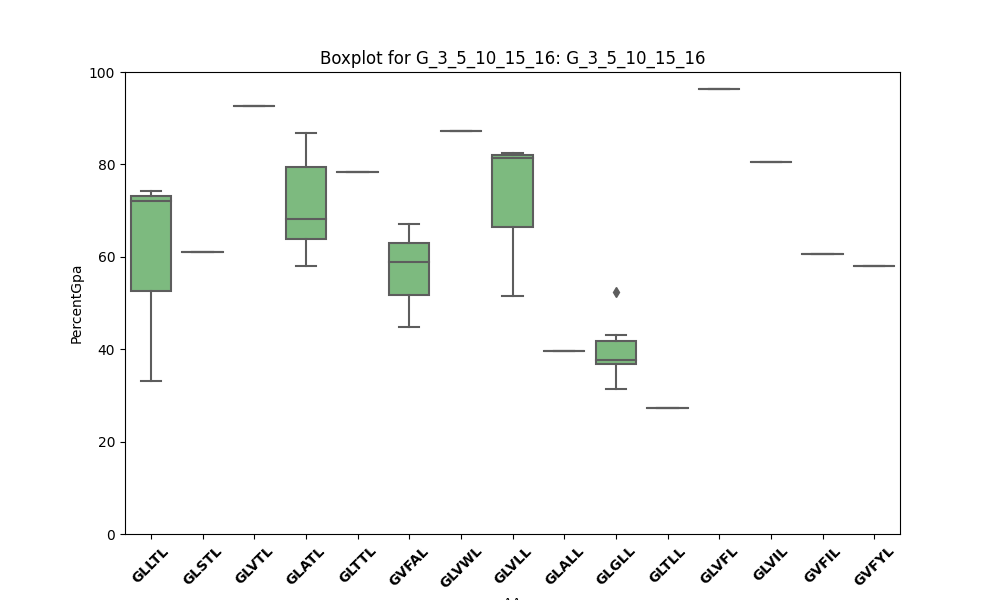 Boxplot for G_3_5_10_15_16: G_3_5_10_15_16
100
80
60
40
20
0
PercentGpa
GLLTL
GLSTL
GLVTL
GLATL
GLTTL
GVFAL
GLVWL
GLVLL
GLALL
GLGLL
GLTLL
GLVFL
GLVIL
GVFIL
GVFYL